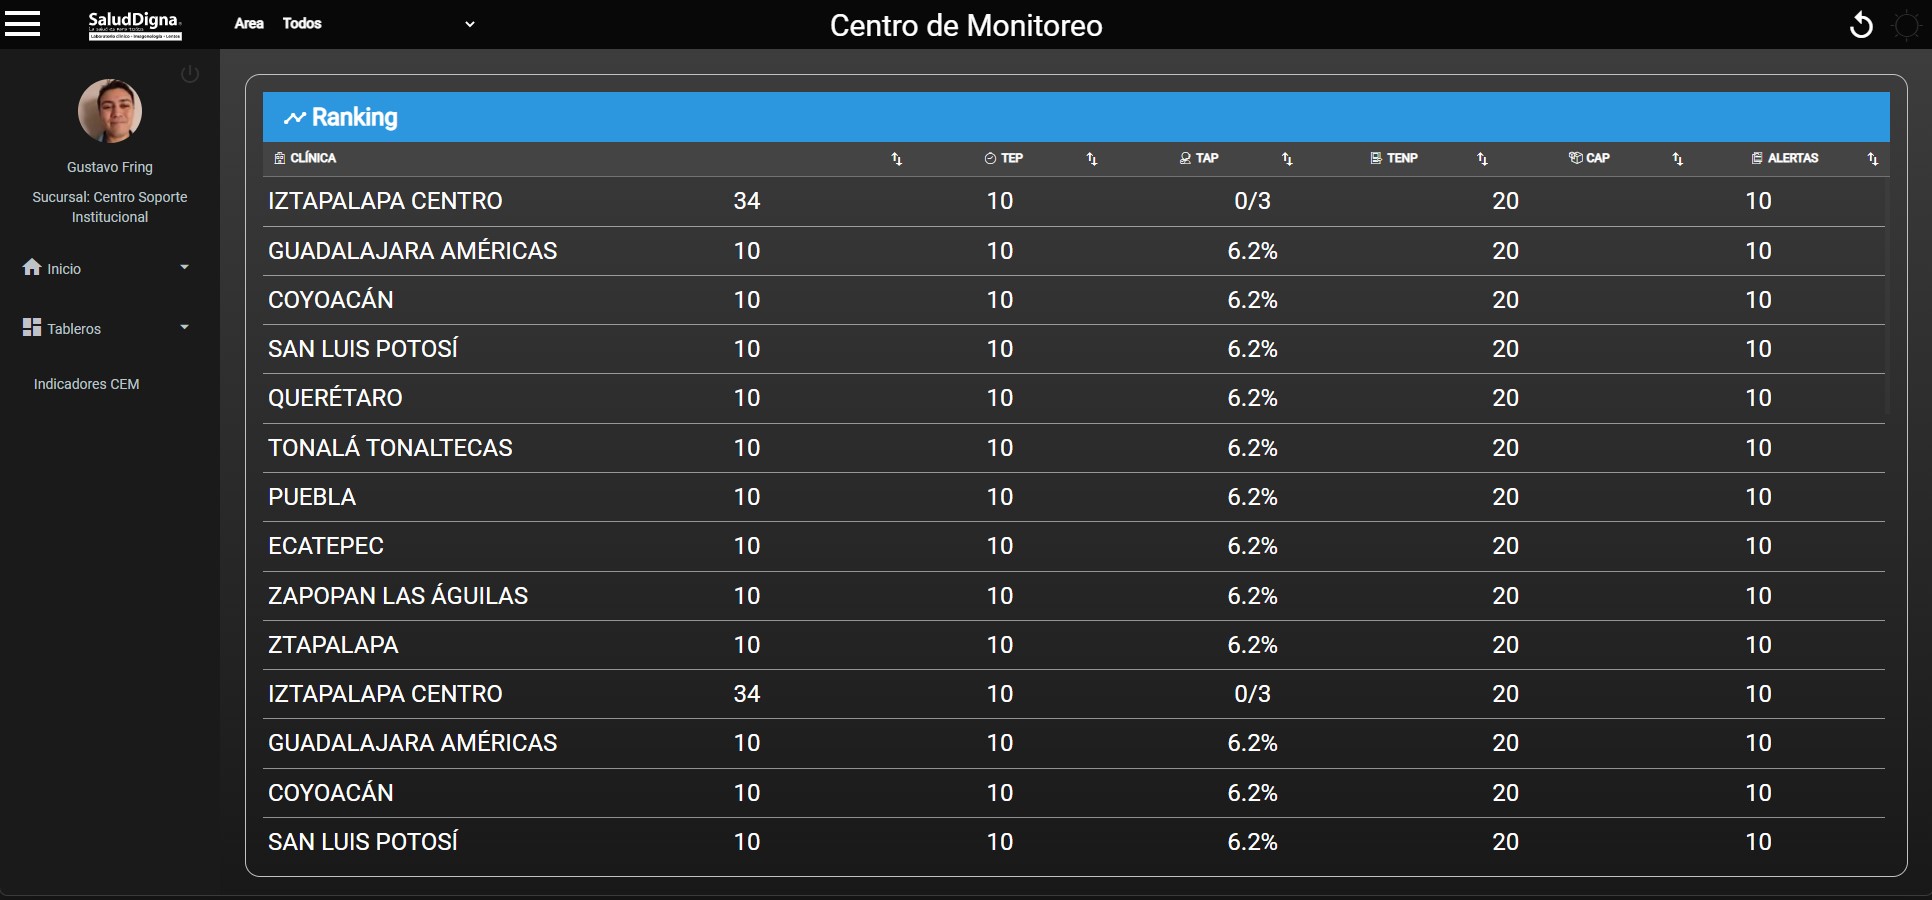 SaludDigna
Area Todos
Centro de Monitoreo
Gustavo Fring
Sucursal: Centro Soporte
Institucional
Inicio
Tableros
Indicadores CEM
Ranking
CLÍNICA TEP TAP TENP CAP ALERTAS
IZTAPALAPA CENTRO 34 10 0/3 20 10
GUADALAJARA AMÉRICAS 10 10 6.2% 20 10
COYOACÁN 10 10 6.2% 20 10
SAN LUIS POTOSÍ 10 10 6.2% 20 10
QUERÉTARO 10 10 6.2% 20 10
TONALÁ TONALTECAS 10 10 6.2% 20 10
PUEBLA 10 10 6.2% 20 10
ECATEPEC 10 10 6.2% 20 10
ZAPOPAN LAS ÁGUILAS 10 10 6.2% 20 10
ZTAPALAPA 10 10 6.2% 20 10
IZTAPALAPA CENTRO 34 10 0/3 20 10
GUADALAJARA AMÉRICAS 10 10 6.2% 20 10
COYOACÁN 10 10 6.2% 20 10
SAN LUIS POTOSÍ 10 10 6.2% 20 10